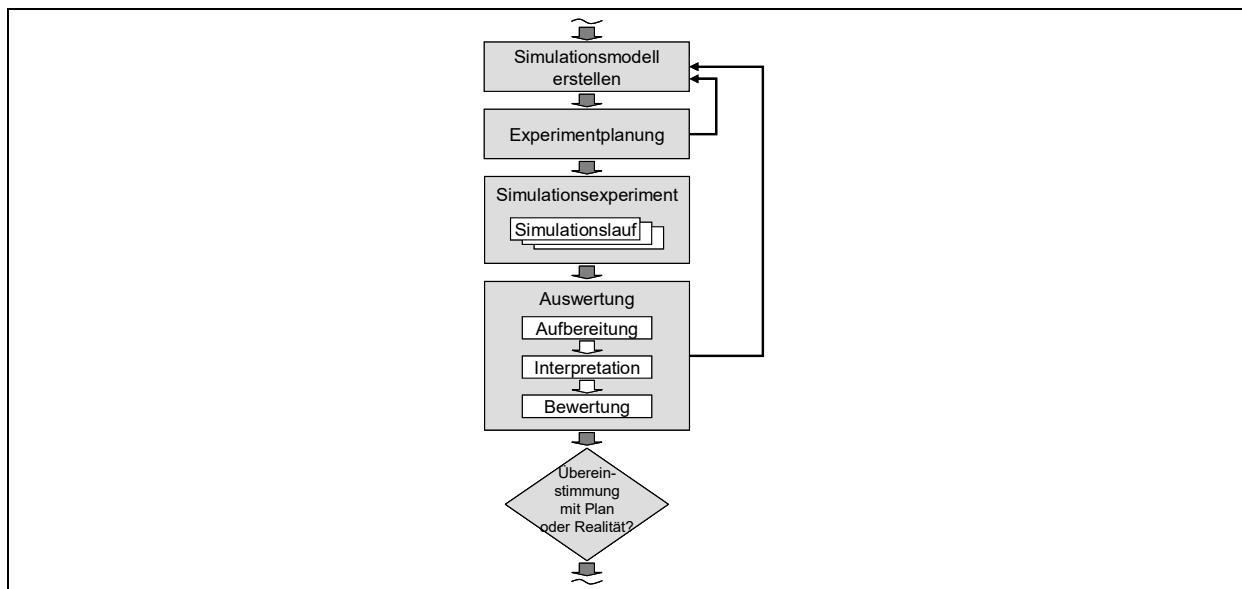 Simulationsmodell
erstellen
Experimentplanung
Simulationsexperiment
Simulationslauf
Auswertung
Aufbereitung
Interpretation
Bewertung
Überein-
stimmung
mit Plan
oder Realität?